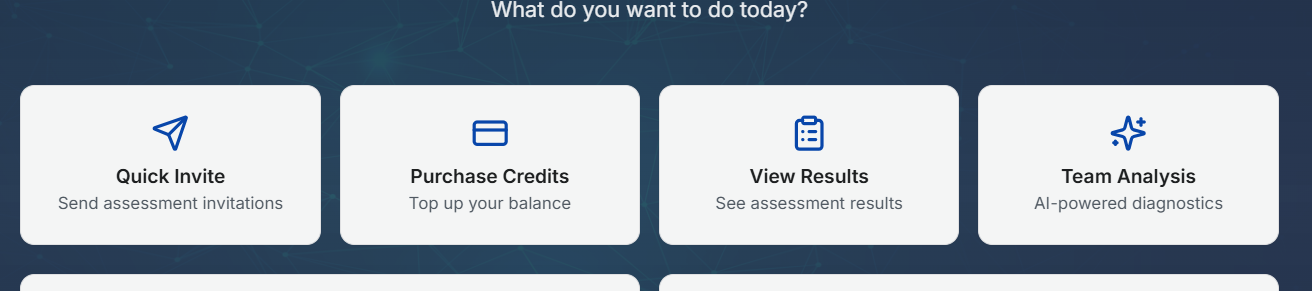 What do you want to do today?
Quick Invite
Send assessment invitations
Purchase Credits
Top up your balance
View Results
See assessment results
Team Analysis
AI-powered diagnostics